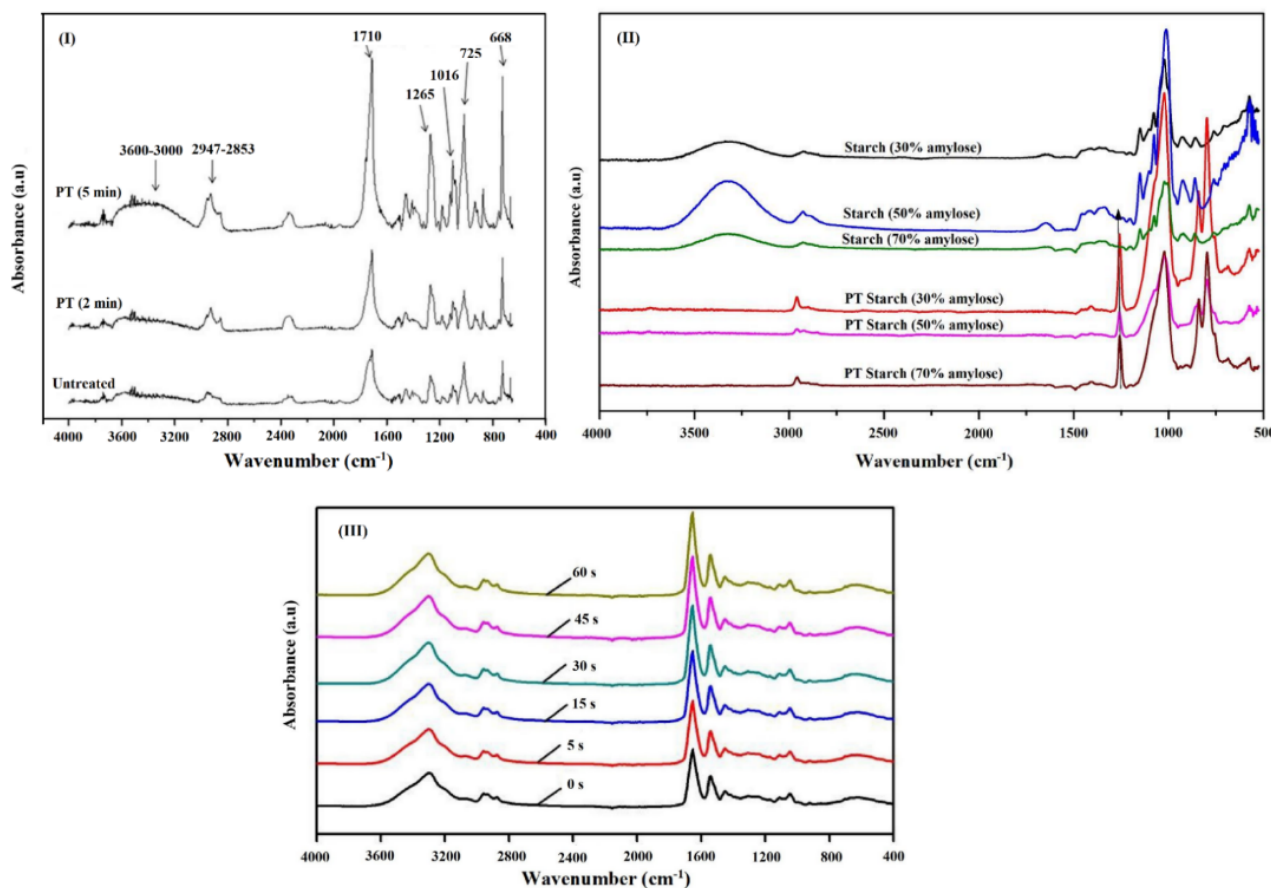 (I)
1710
725
668
1016
1265
3600-3000
2947-2853
PT (5 min)
PT (2 min)
Untreated
Absorbance (a.u)
4000 3600 3200 2800 2400 2000 1600 1200 800 400
Wavenumber (cm-1)
(II)
Starch (30% amylose)
Starch (50% amylose)
Starch (70% amylose)
PT Starch (30% amylose)
PT Starch (50% amylose)
PT Starch (70% amylose)
Absorbance (a.u)
4000 3500 3000 2500 2000 1500 1000 500
Wavenumber (cm-1)
(III)
60 s
45 s
30 s
15 s
5 s
0 s
Absorbance (a.u)
4000 3600 3200 2800 2400 2000 1600 1200 800 400
Wavenumber (cm-1)